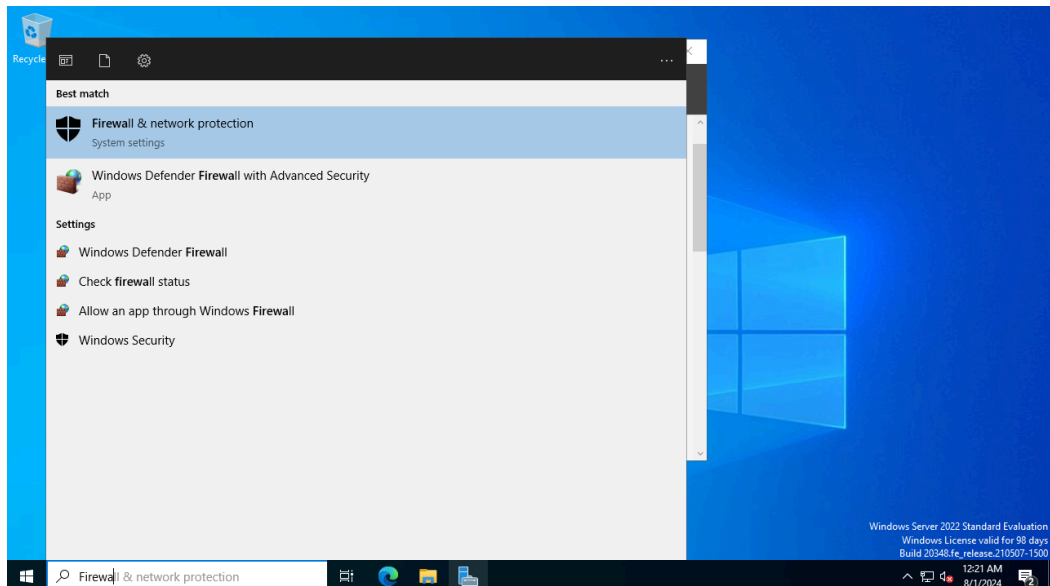 Recycle
Best match
Firewall & network protection
System settings
Windows Defender Firewall with Advanced Security
App
Settings
Windows Defender Firewall
Check firewall status
Allow an app through Windows Firewall
Windows Security
Windows Server 2022 Standard Evaluation
Windows License valid for 98 days
Build 20348.fe_release.210507-1500
Firewall & network protection
12:21 AM
8/1/2024
2